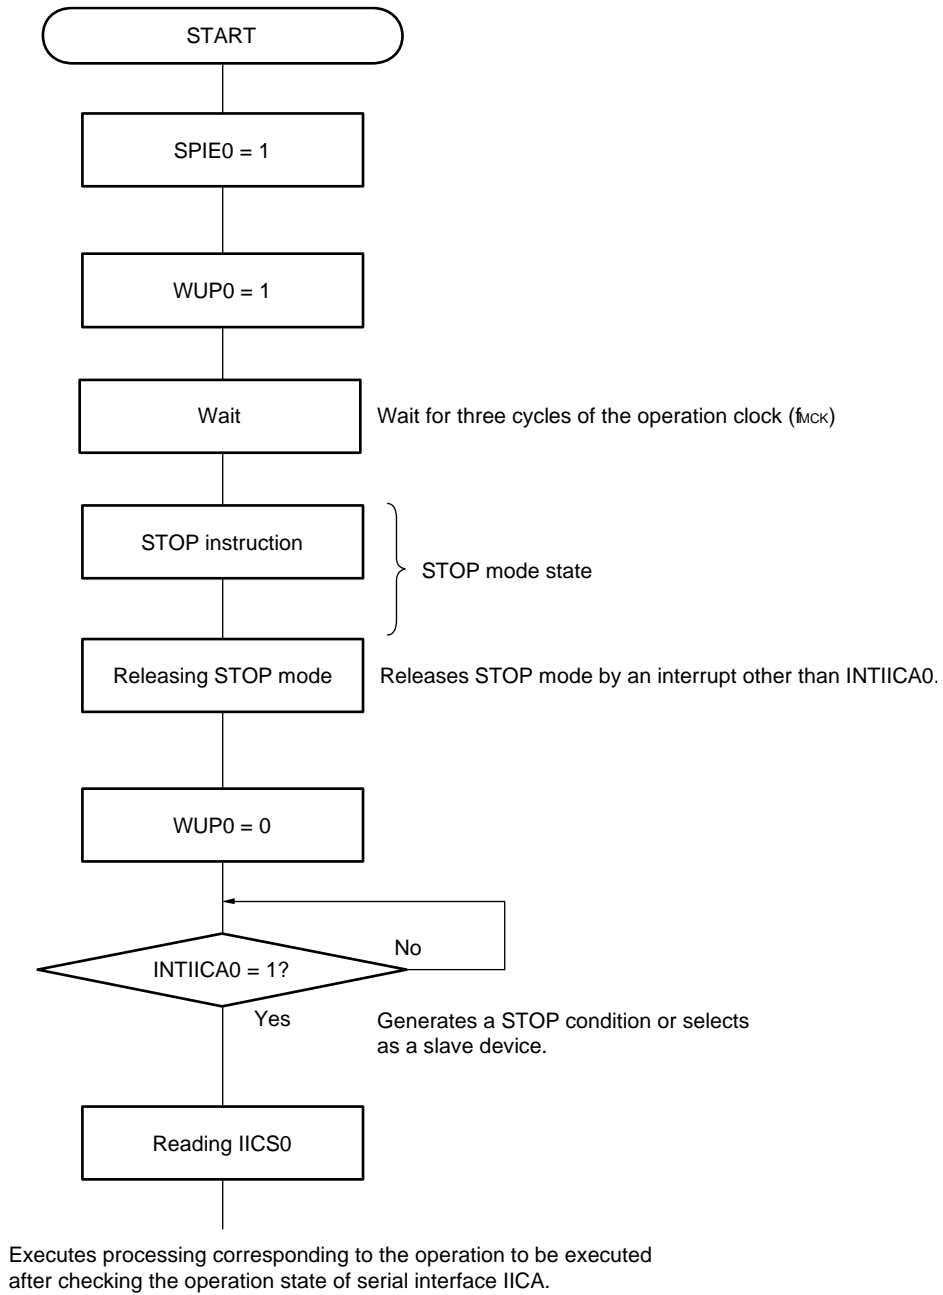 START
SPIE0 = 1
WUP0 = 1
Wait
Wait for three cycles of the operation clock (fMCK)
STOP instruction
STOP mode state
Releasing STOP mode
Releases STOP mode by an interrupt other than INTIICA0.
WUP0 = 0
No
INTIICA0 = 1?
Yes
Generates a STOP condition or selects
as a slave device.
Reading IICS0
Executes processing corresponding to the operation to be executed
after checking the operation state of serial interface IICA.